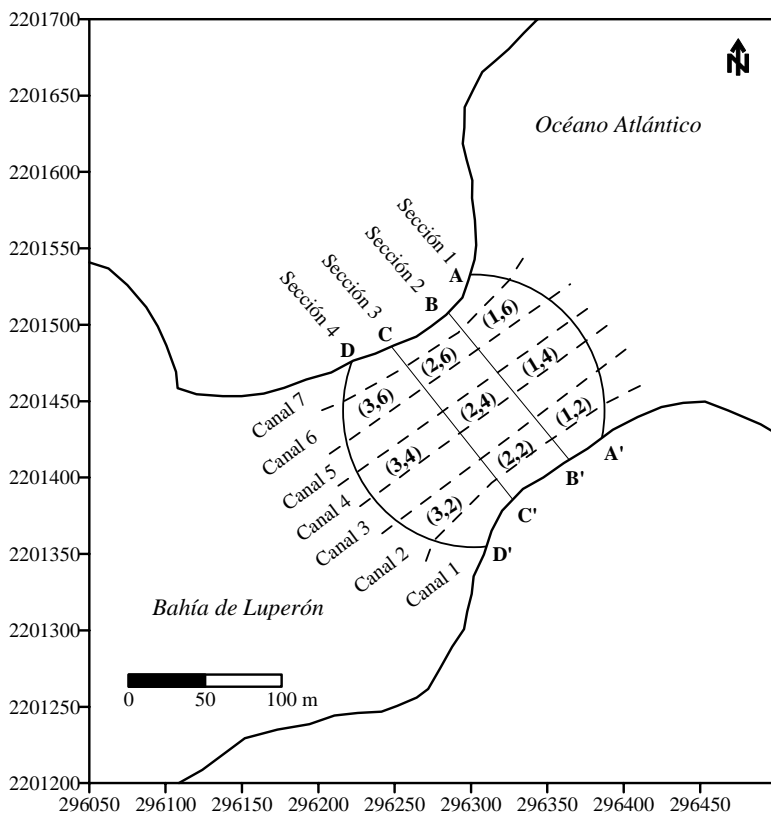 2201700
2201650
2201600
2201550
2201500
2201450
2201400
2201350
2201300
2201250
2201200
N
Océano Atlántico
Sección 1
Sección 2
Sección 3
Sección 4
A
B
C
D
(1,6)
(2,6)
(1,4)
(3,6)
(2,4)
(1,2)
(3,4)
(2,2)
(3,2)
Canal 7
Canal 6
Canal 5
Canal 4
Canal 3
Canal 2
Canal 1
A'
B'
C'
D'
Bahía de Luperón
0 50 100 m
296050 296100 296150 296200 296250 296300 296350 296400 296450